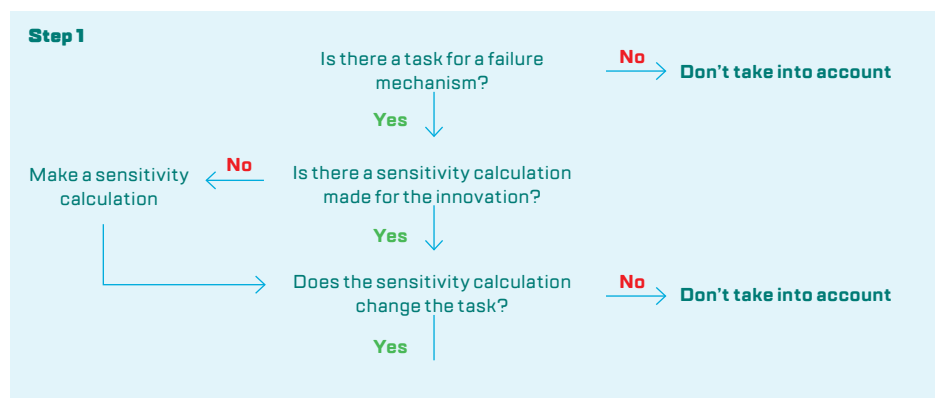 Step 1
Is there a task for a failure
mechanism?
No
Don't take into account
Yes
Make a sensitivity
calculation
No
Is there a sensitivity calculation
made for the innovation?
Yes
Does the sensitivity calculation
change the task?
No
Don't take into account
Yes